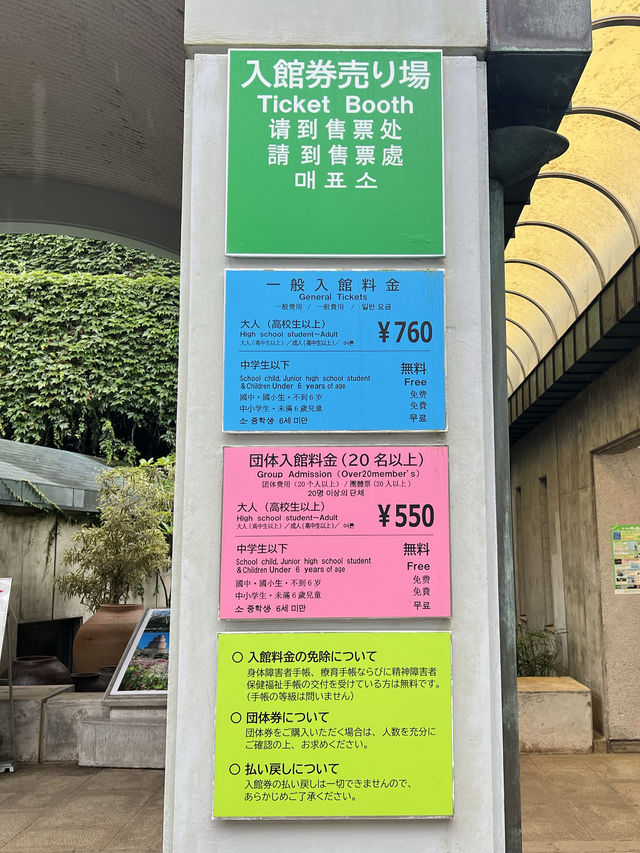 入館券売り場
Ticket Booth
请到售票处
請到售票處
매표소
一般入館料金
General Tickets
一般费用 / 一般費用 / 일반 요금
大人（高校生以上）
High school student～Adult
大人（高中生以上）／成人（高中生以上）／ 어른
¥760
中学生以下
School child, Junior high school student
&Children Under 6 years of age
國中・國小生・不到6岁
中小学生・未滿6歲兒童
소 중학생 6세 미만
無料
Free
免费
免費
무료
団体入館料金（20名以上）
Group Admission (Over20member's)
团体费用（20个人以上）/ 團體票（20人以上）
20명 이상의 단체
大人（高校生以上）
High school student～Adult
大人（高中生以上）／成人（高中生以上）／ 어른
¥550
中学生以下
School child, Junior high school student
&Children Under 6 years of age
國中・國小生・不到6岁
中小学生・未滿6歲兒童
소 중학생 6세 미만
無料
Free
免费
免費
무료
○ 入館料金の免除について
身体障害者手帳、療育手帳ならびに精神障害者
保健福祉手帳の交付を受けている方は無料です。
（手帳の等級は問いません）
○ 団体券について
団体券をご購入いただく場合は、人数を充分に
ご確認の上、お求めください。
○ 払い戻しについて
入館券の払い戻しは一切できませんので、
あらかじめご了承ください。